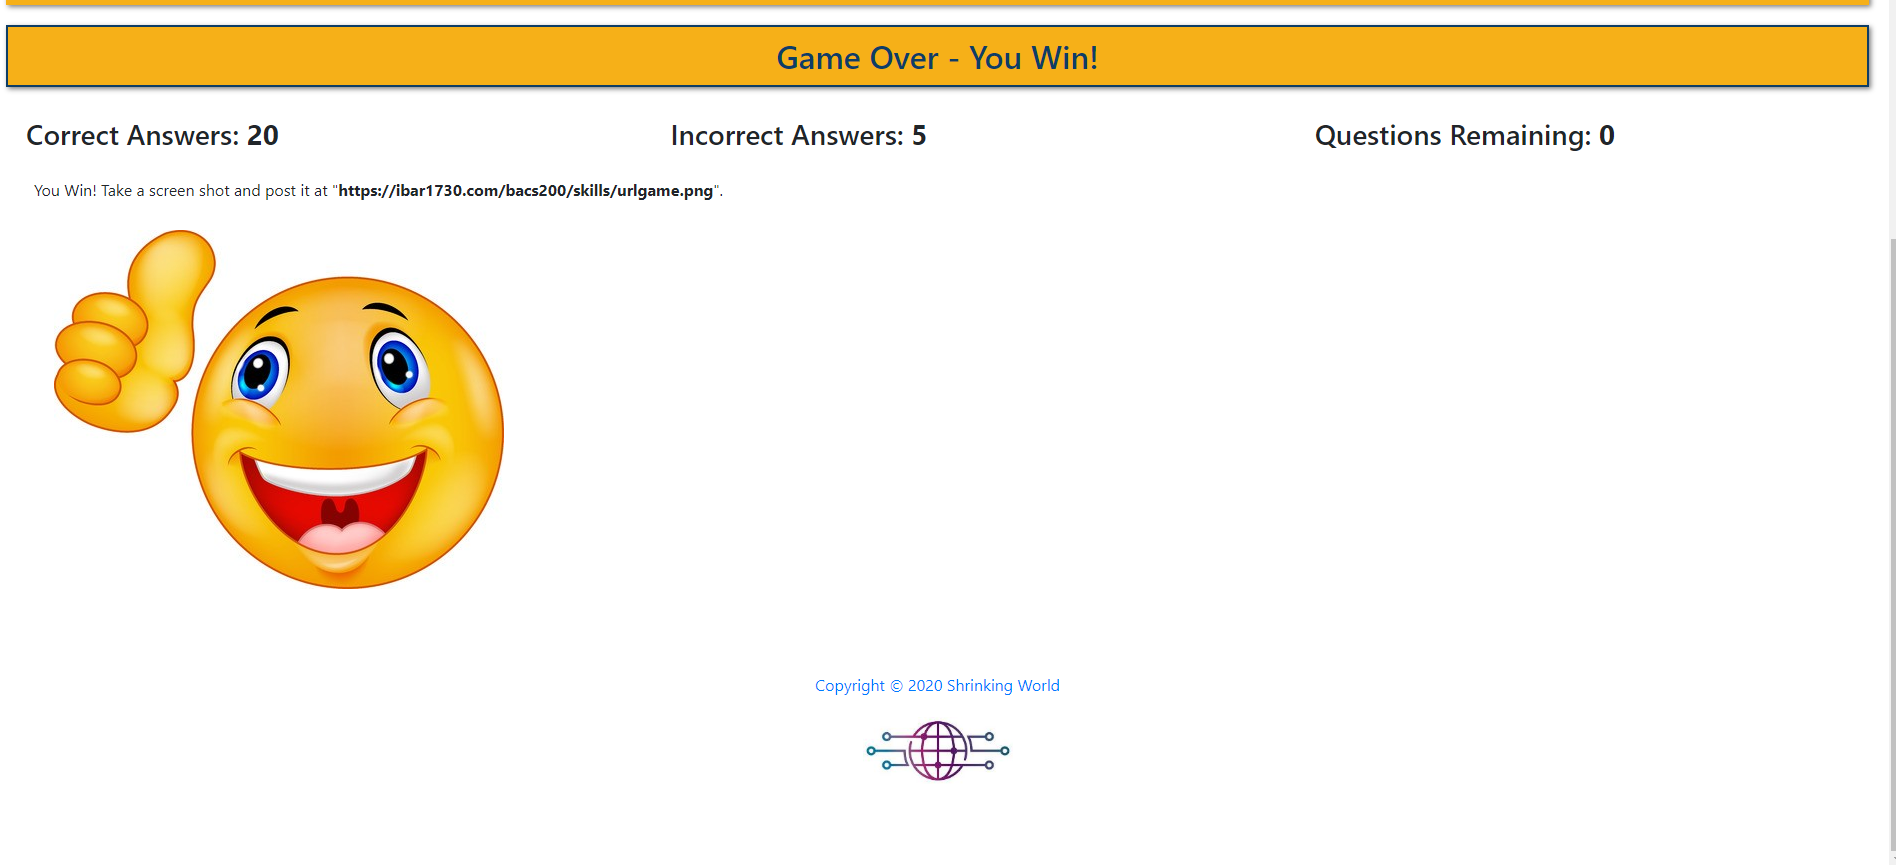 Game Over - You Win!
Correct Answers: 20
Incorrect Answers: 5
Questions Remaining: 0
You Win! Take a screen shot and post it at "https://ibar1730.com/bacs200/skills/urlgame.png".
Copyright © 2020 Shrinking World